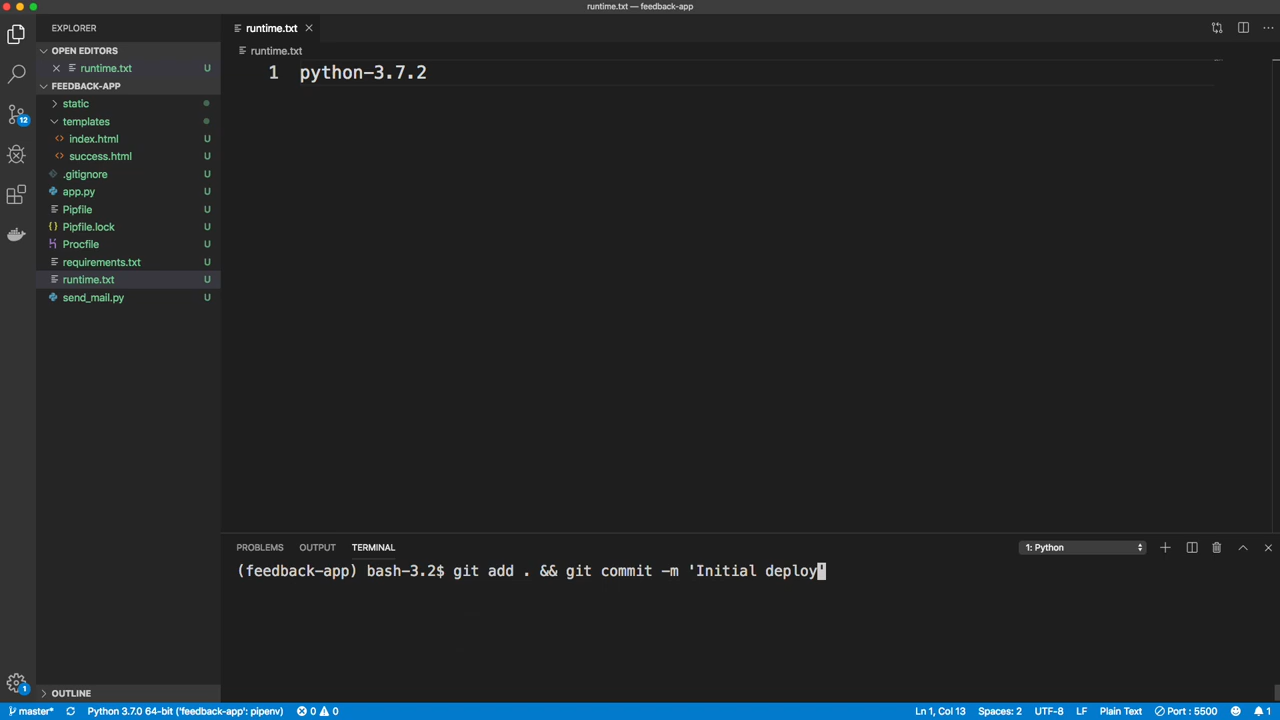 runtime.txt — feedback-app
EXPLORER
OPEN EDITORS
runtime.txt U
FEEDBACK-APP
static
templates
index.html U
success.html U
.gitignore U
app.py U
Pipfile U
Pipfile.lock U
Procfile U
requirements.txt U
runtime.txt U
send_mail.py U
OUTLINE
12
1
runtime.txt
runtime.txt
1 python-3.7.2
PROBLEMS OUTPUT TERMINAL 1: Python
(feedback-app) bash-3.2$ git add . && git commit -m 'Initial deploy'
master* Python 3.7.0 64-bit ('feedback-app': pipenv) 0 0 Ln 1, Col 13 Spaces: 2 UTF-8 LF Plain Text Port : 5500 1